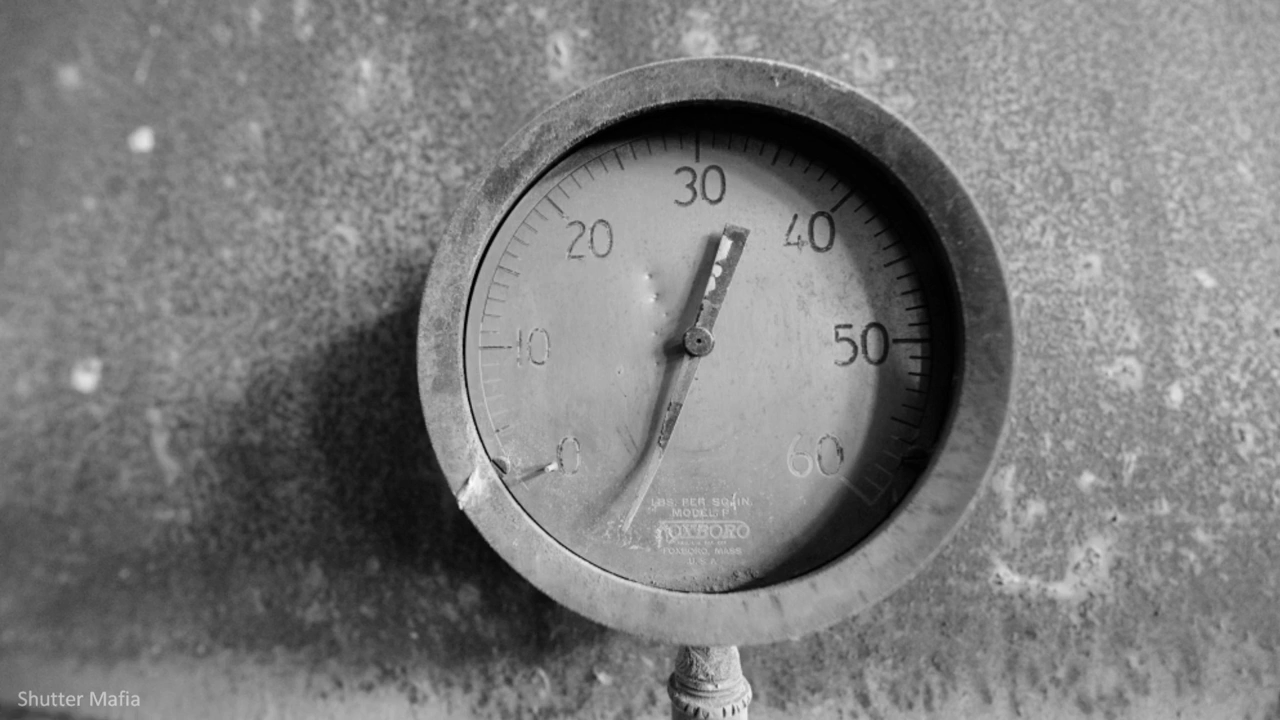 30
20
40
10
50
0
60
LBS. PER SQ. IN.
MODEL P
FOXBORO
FOXBORO, MASS
U.S.A.
Shutter Mafia